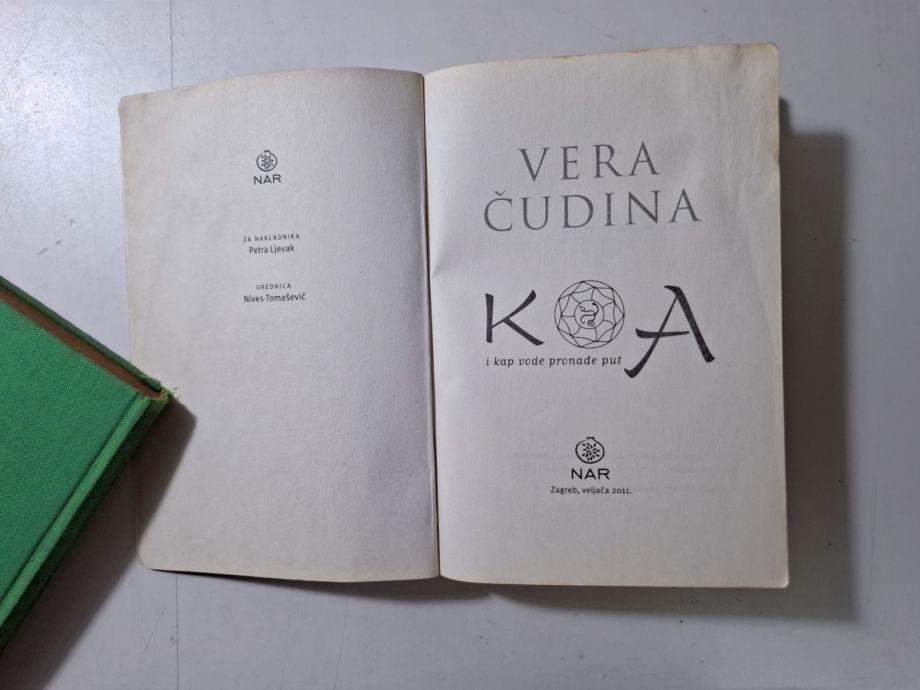 NAR
ZA NAKLADNIKA
Petra Ljevak
UREDNICA
Nives Tomašević
VERA
ČUDINA
KOA
i kap vode pronađe put
NAR
Zagreb, veljača 2011.